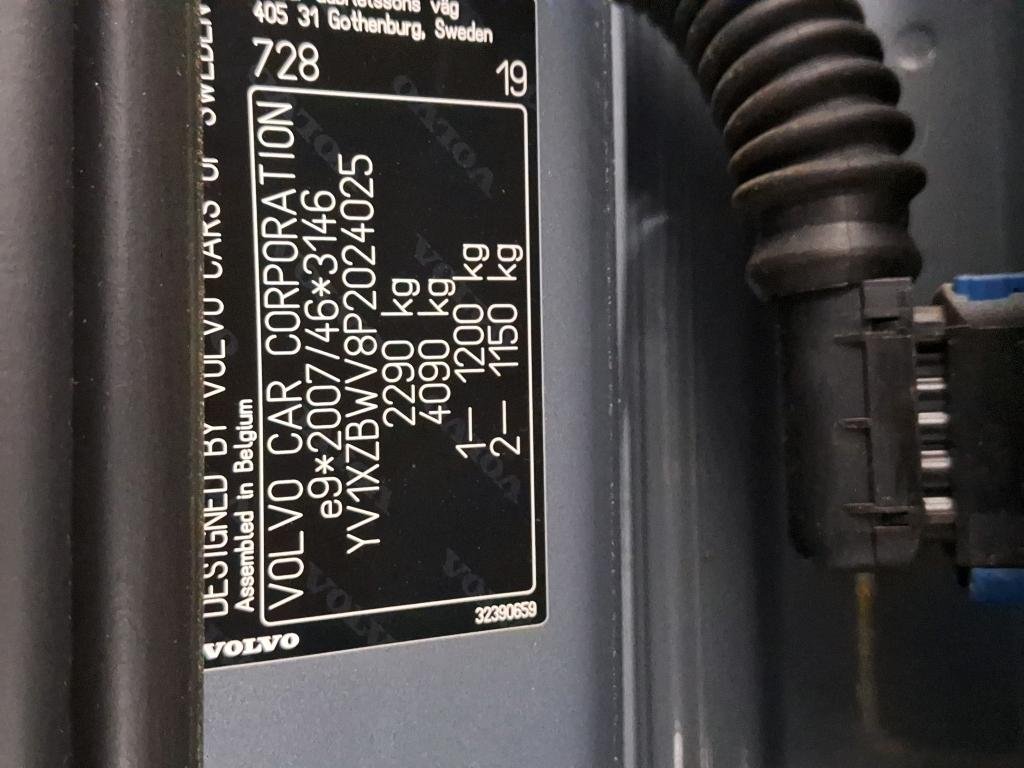 VOLVO
DESIGNED BY VOLVO CARS OF SWEDEN
Assembled in Belgium
405 31 Gothenburg, Sweden
728
19
VOLVO CAR CORPORATION
e9*2007/46*3146
YV1XZBWV8P2024025
2290 kg
4090 kg
1— 1200 kg
2— 1150 kg
32390659